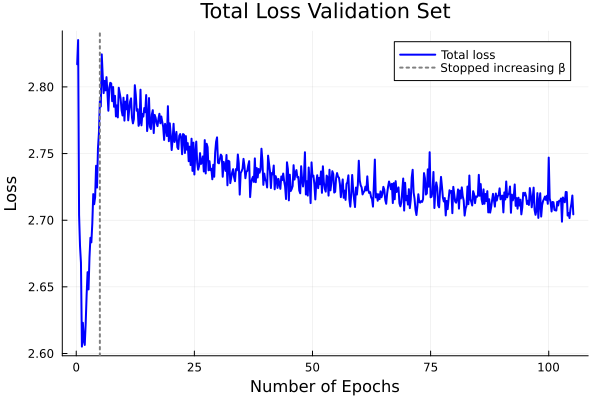 Total Loss Validation Set
Total loss
Stopped increasing β
Loss
2.80
2.75
2.70
2.65
2.60
0 25 50 75 100
Number of Epochs